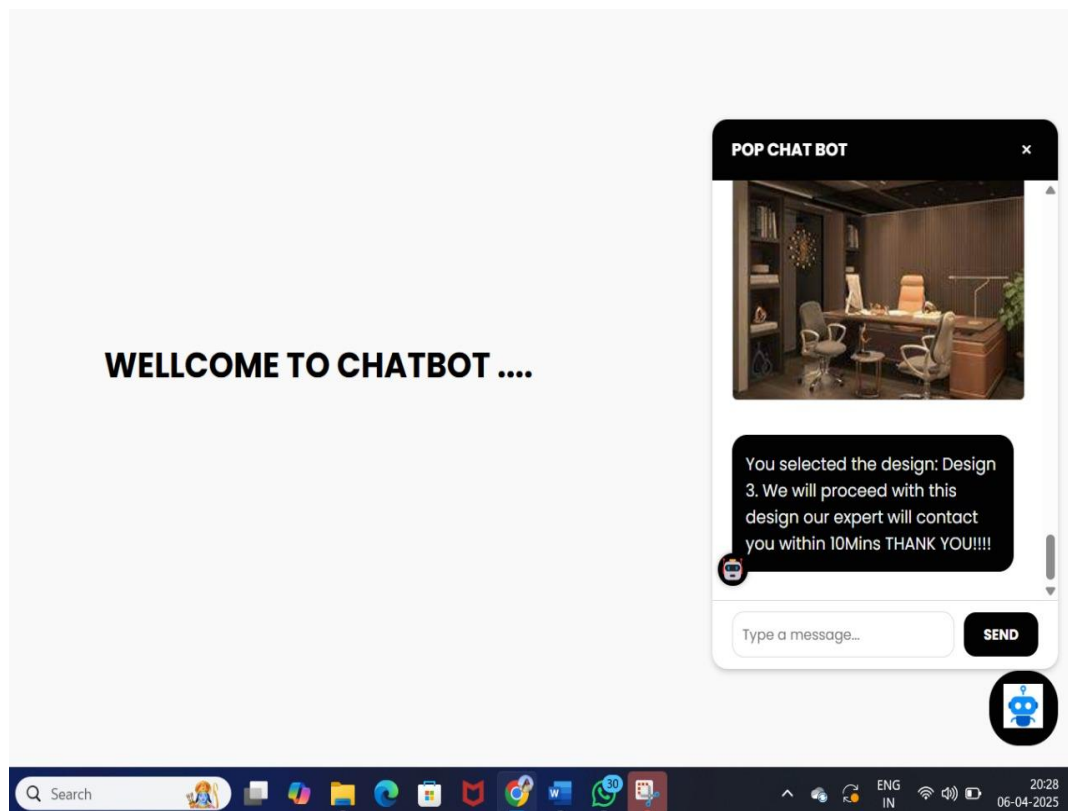 POP CHAT BOT ×
WELLCOME TO CHATBOT ....
You selected the design: Design
3. We will proceed with this
design our expert will contact
you within 10Mins THANK YOU!!!!
Type a message...
SEND
Search
30
ENG
IN
20:28
06-04-2025